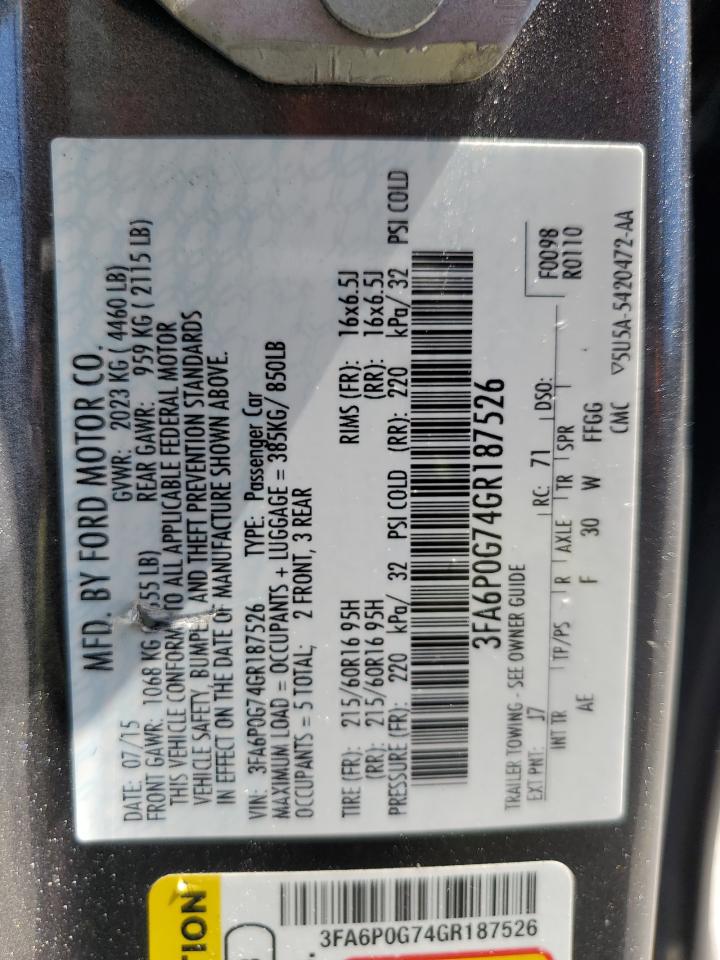 MFD. BY FORD MOTOR CO.
DATE: 07/15 GVWR: 2023 KG ( 4460 LB)
FRONT GAWR: 1068 KG 55 LB) REAR GAWR: 959 KG ( 2115 LB)
THIS VEHICLE CONFORM TO ALL APPLICABLE FEDERAL MOTOR
VEHICLE SAFETY, BUMPE AND THEFT PREVENTION STANDARDS
IN EFFECT ON THE DATE OF MANUFACTURE SHOWN ABOVE.
VIN: 3FA6P0G74GR187526 TYPE: Passenger Car
MAXIMUM LOAD = OCCUPANTS + LUGGAGE = 385KG/ 850LB
OCCUPANTS = 5 TOTAL; 2 FRONT, 3 REAR
TIRE (FR): 215/60R16 95H RIMS (FR): 16x6.5J
(RR): 215/60R16 95H (RR): 16x6.5J
PRESSURE (FR): 220 kPa/ 32 PSI COLD (RR): 220 kPa/ 32 PSI COLD
3FA6P0G74GR187526
TRAILER TOWING - SEE OWNER GUIDE
F0098
R0110
EXT PNT: J7 RC: 71 DSO:
INT TR TP/PS R AXLE TR SPR
AE F 30 W FFGG
CMC ▽5U5A-5420472-AA
TION
3FA6P0G74GR187526